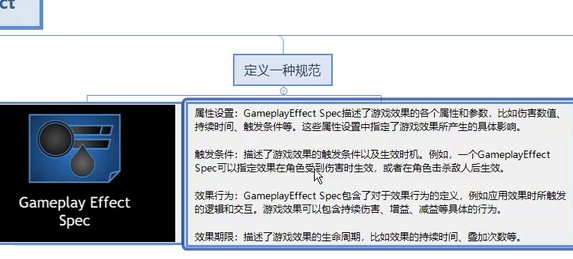 ct
定义一种规范
Gameplay Effect
Spec
属性设置：GameplayEffect Spec描述了游戏效果的各个属性和参数，比如伤害数值、
持续时间、触发条件等。这些属性设置中指定了游戏效果所产生的具体影响。
触发条件：描述了游戏效果的触发条件以及生效时机。例如，一个GameplayEffect
Spec可以指定效果在角色受到伤害时生效，或者在角色击杀敌人后生效。
效果行为：GameplayEffect Spec包含了对于效果行为的定义，例如应用效果时所触发
的逻辑和交互。游戏效果可以包含持续伤害、增益、减益等具体的行为。
效果期限：描述了游戏效果的生命周期，比如效果的持续时间、叠加次数等。